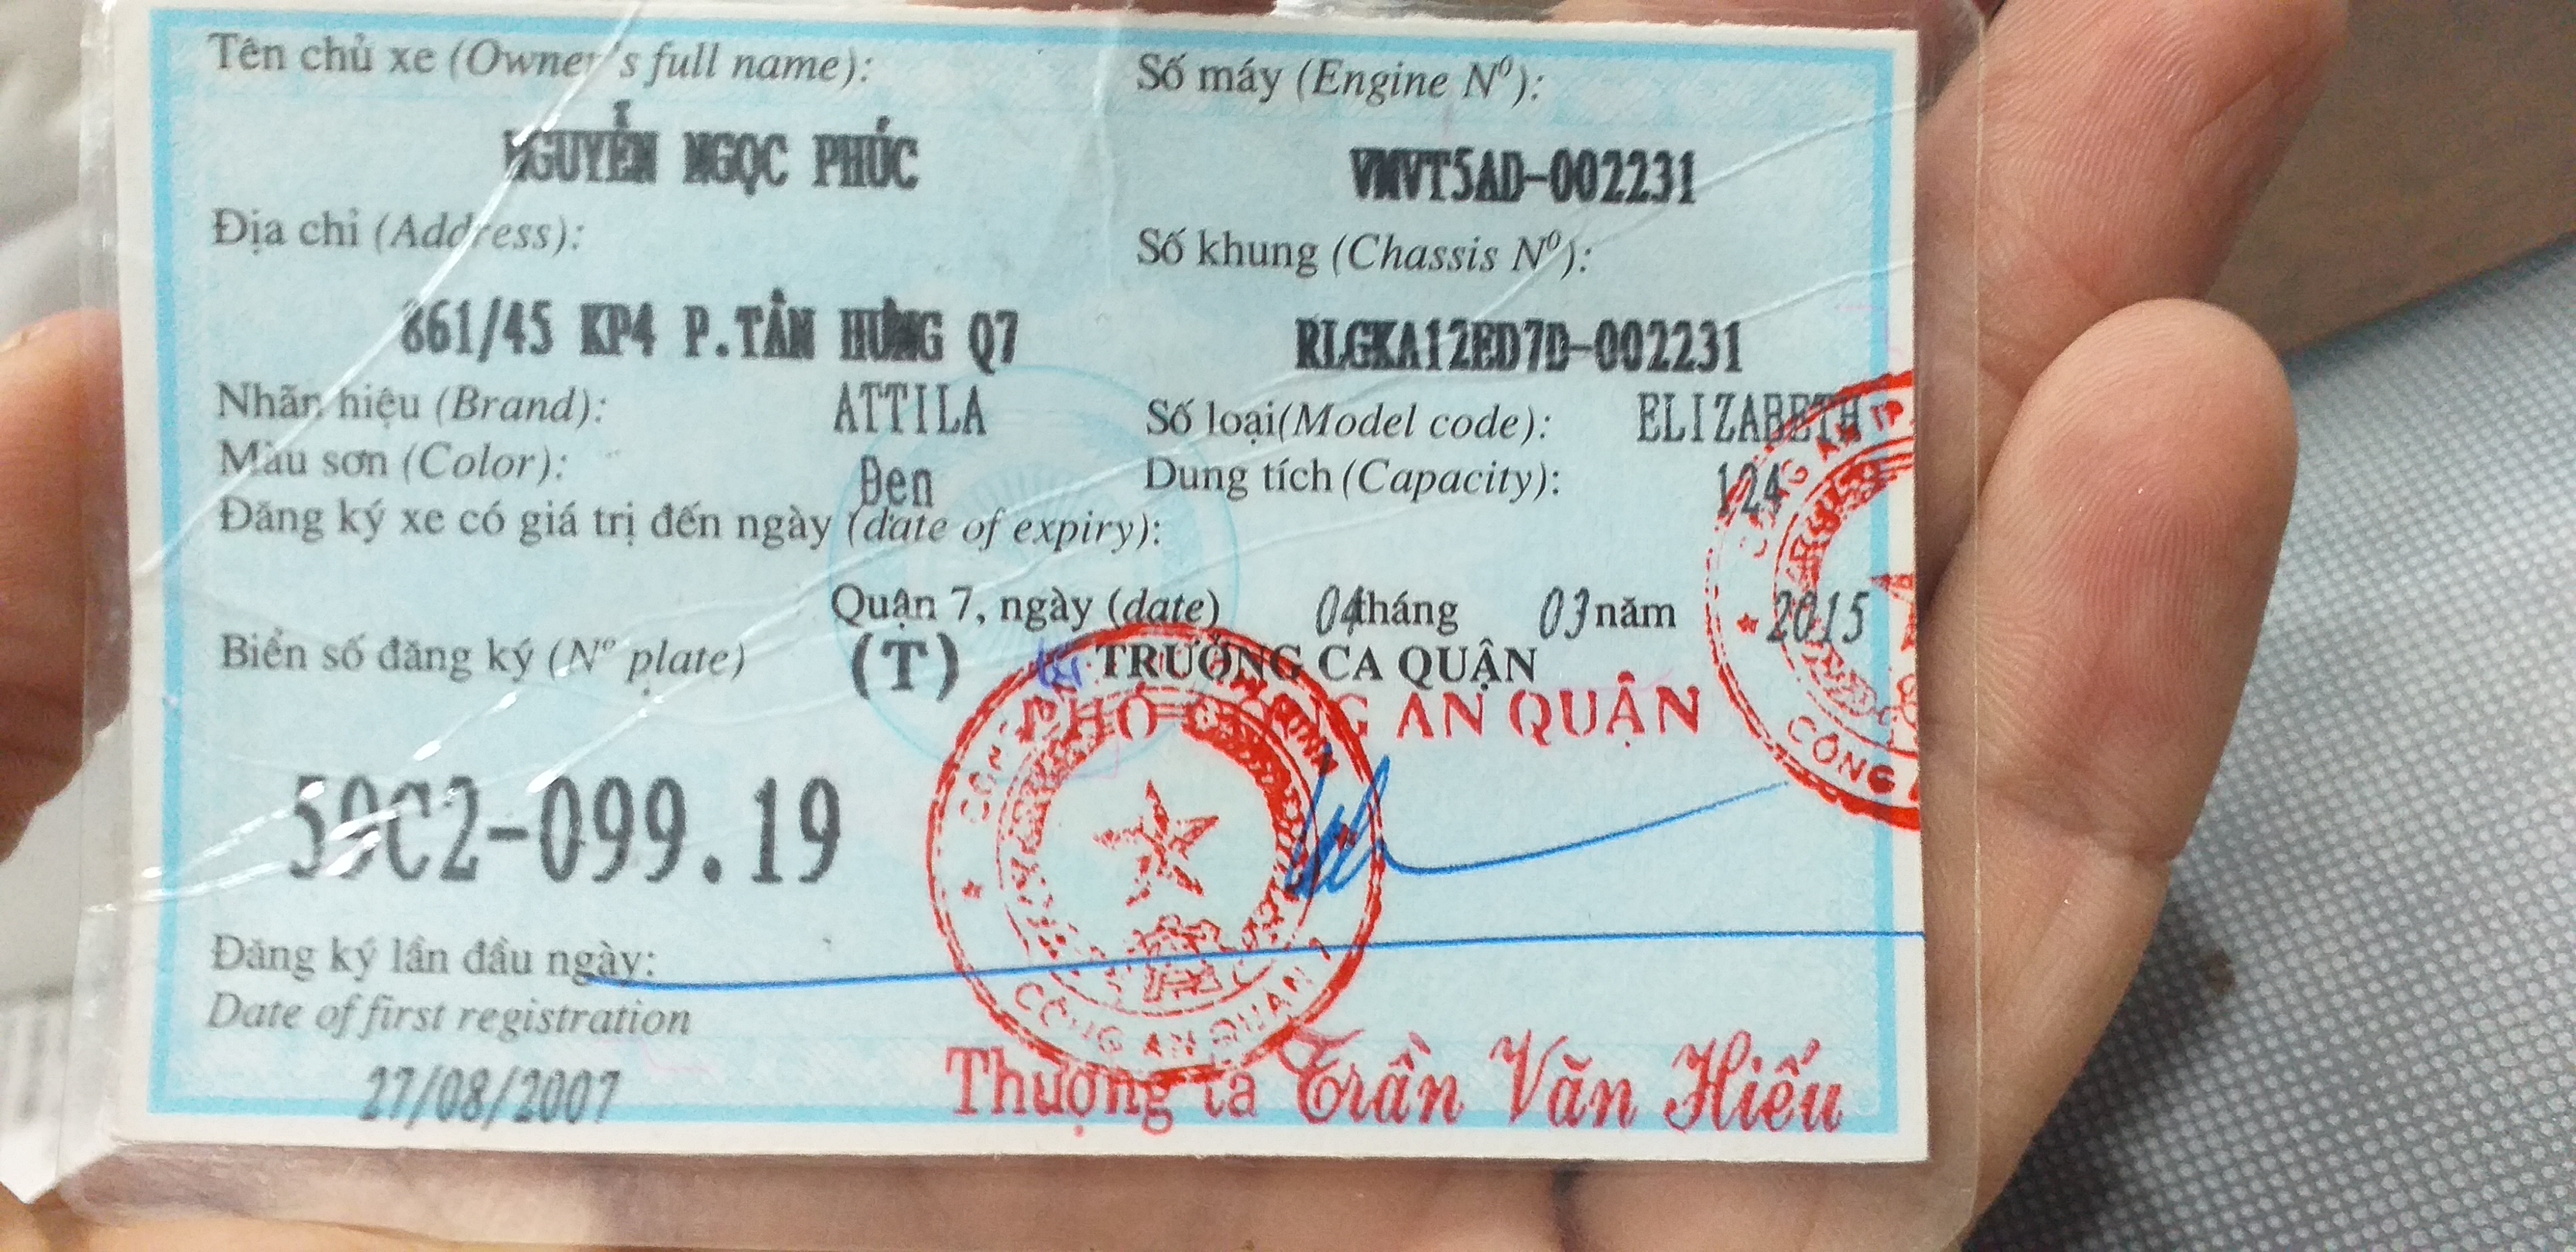 Tên chủ xe (Owner's full name):
NGUYỄN NGỌC PHÚC
Địa chỉ (Address):
861/45 KP4 P.TÂN HƯNG Q7
Nhãn hiệu (Brand): ATTILA
Màu sơn (Color): Đen
Số máy (Engine Nº):
VMVT5AD-002231
Số khung (Chassis Nº):
RLGKA12ED7D-002231
Số loại(Model code): ELIZABETH
Dung tích (Capacity): 124
Đăng ký xe có giá trị đến ngày (date of expiry):
Quận 7, ngày (date) 04 tháng 03 năm 2015
Biển số đăng ký (Nº plate) (T)
59C2-099.19
TRƯỞNG CA QUẬN
PHÓ CÔNG AN QUẬN
CÔNG AN QUẬN 7
Đăng ký lần đầu ngày:
Date of first registration
27/08/2007
Thượng tá Trần Văn Hiếu